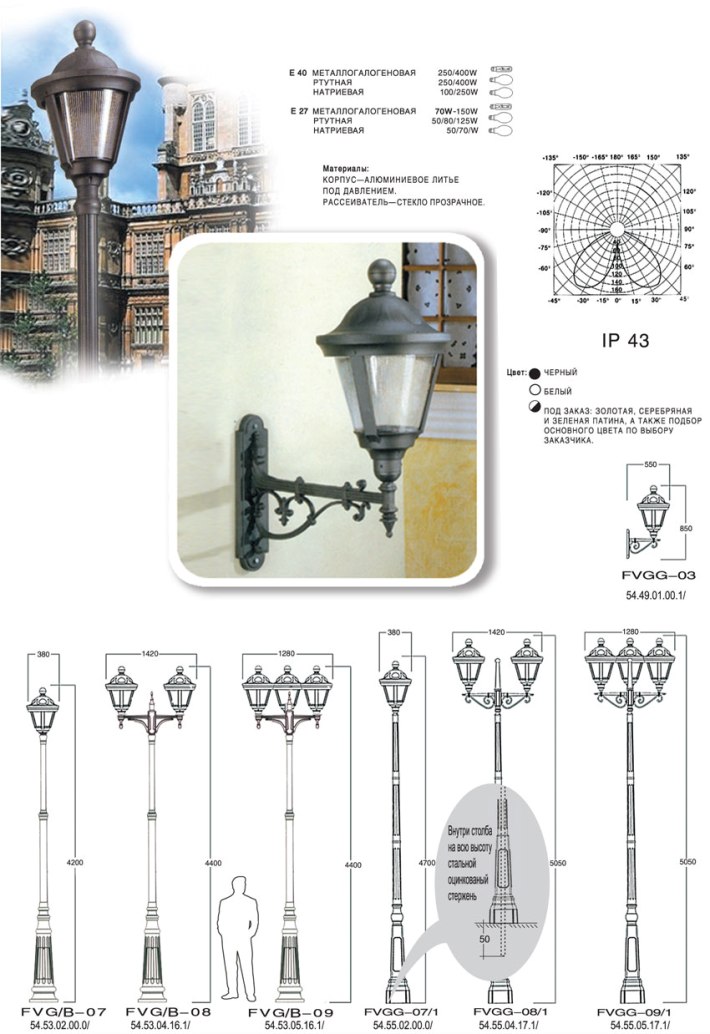 E 40 МЕТАЛЛОГАЛОГЕНОВАЯ 250/400W
РТУТНАЯ 250/400W
НАТРИЕВАЯ 100/250W
E 27 МЕТАЛЛОГАЛОГЕНОВАЯ 70W-150W
РТУТНАЯ 50/80/125W
НАТРИЕВАЯ 50/70/W
Материалы:
КОРПУС—АЛЮМИНИЕВОЕ ЛИТЬЕ
ПОД ДАВЛЕНИЕМ.
РАССЕИВАТЕЛЬ—СТЕКЛО ПРОЗРАЧНОЕ.
-135° -150° -165° 180° 165° 150° 135°
-120° 120°
-105° 105°
-90° 90°
-75° 75°
-60° 60°
80
100
120
140
160
-45° -30° -15° 0° 15° 30° 45°
IP 43
Цвет: ЧЕРНЫЙ
БЕЛЫЙ
ПОД ЗАКАЗ: ЗОЛОТАЯ, СЕРЕБРЯНАЯ
И ЗЕЛЕНАЯ ПАТИНА, А ТАКЖЕ ПОДБОР
ОСНОВНОГО ЦВЕТА ПО ВЫБОРУ
ЗАКАЗЧИКА.
550
850
FVGG-03
54.49.01.00.1/
380 1420 1280 380 1420 1280
4200 4400 4400 4700 5050 5050
Внутри столба
на всю высоту
стальной
оцинкованый
стержень
50
FVG/B-07 FVG/B-08 FVG/B-09 FVGG-07/1 FVGG-08/1 FVGG-09/1
54.53.02.00.0/ 54.53.04.16.1/ 54.53.05.16.1/ 54.55.02.00.0/ 54.55.04.17.1/ 54.55.05.17.1/